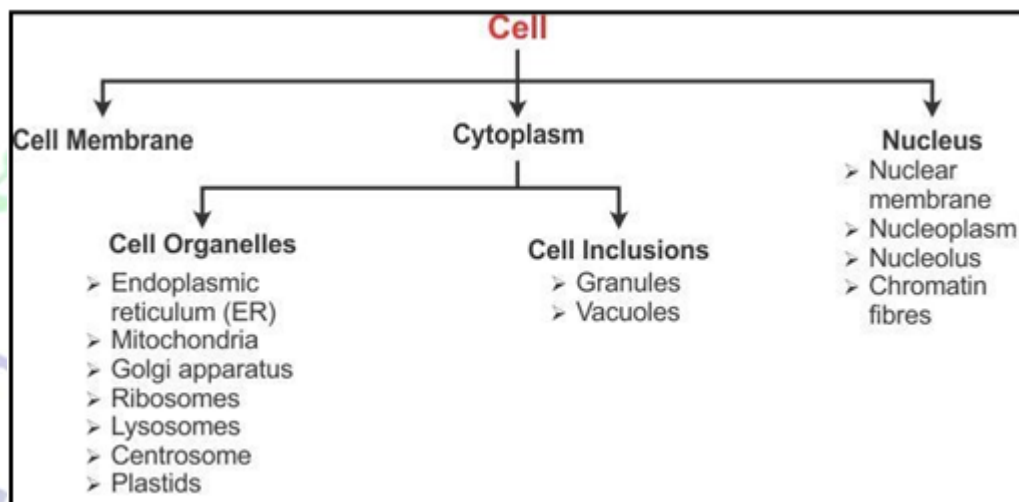 Cell
Cell Membrane
Cytoplasm
Nucleus
➢ Nuclear
membrane
➢ Nucleoplasm
➢ Nucleolus
➢ Chromatin
fibres
Cell Organelles
➢ Endoplasmic
reticulum (ER)
➢ Mitochondria
➢ Golgi apparatus
➢ Ribosomes
➢ Lysosomes
➢ Centrosome
➢ Plastids
Cell Inclusions
➢ Granules
➢ Vacuoles